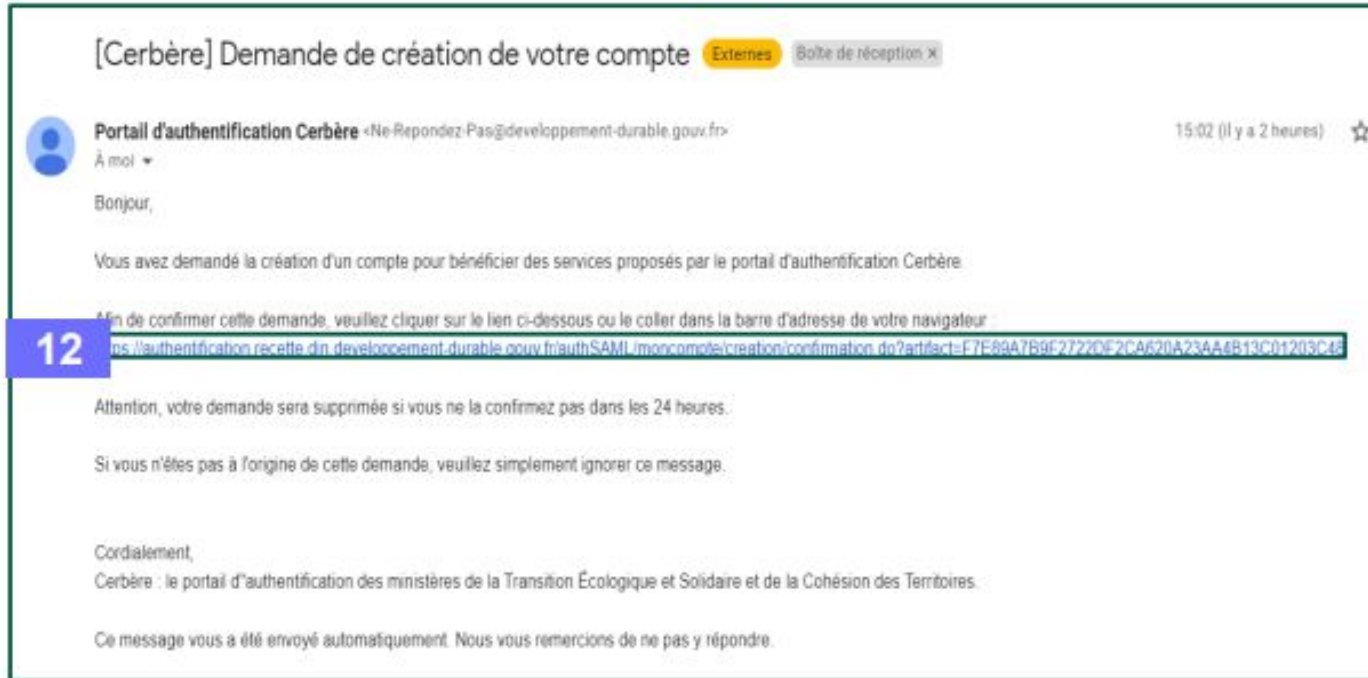 [Cerbère] Demande de création de votre compte Externes Boîte de réception ×
Portail d'authentification Cerbère <Ne-Repondez-Pas@developpement-durable.gouv.fr> 15:02 (il y a 2 heures)
À moi
Bonjour,
Vous avez demandé la création d'un compte pour bénéficier des services proposés par le portail d'authentification Cerbère.
Afin de confirmer cette demande, veuillez cliquer sur le lien ci-dessous ou le coller dans la barre d'adresse de votre navigateur :
12 ps://authentification.recette.din.developpement-durable.gouv.fr/authSAML/moncompte/creation/confirmation.do?artifact=F7E89A7B9F2722DF2CA620A23AA4B13C01203C48
Attention, votre demande sera supprimée si vous ne la confirmez pas dans les 24 heures.
Si vous n'êtes pas à l'origine de cette demande, veuillez simplement ignorer ce message.
Cordialement,
Cerbère : le portail d''authentification des ministères de la Transition Écologique et Solidaire et de la Cohésion des Territoires.
Ce message vous a été envoyé automatiquement. Nous vous remercions de ne pas y répondre.